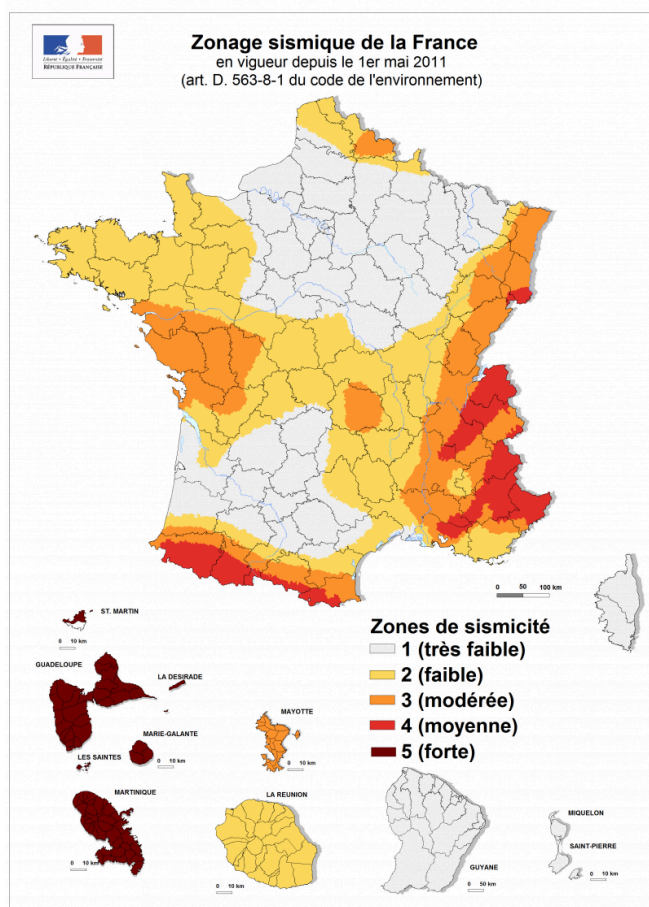 Liberté • Égalité • Fraternité
RÉPUBLIQUE FRANÇAISE
Zonage sismique de la France
en vigueur depuis le 1er mai 2011
(art. D. 563-8-1 du code de l'environnement)
0 50 100 km
ST. MARTIN
0 10 km
GUADELOUPE
LA DESIRADE
MARIE-GALANTE
0 10 km
LES SAINTES
MAYOTTE
0 10 km
Zones de sismicité
1 (très faible)
2 (faible)
3 (modérée)
4 (moyenne)
5 (forte)
MARTINIQUE
0 10 km
LA REUNION
0 10 km
GUYANE
0 50 km
MIQUELON
SAINT-PIERRE
0 10 km